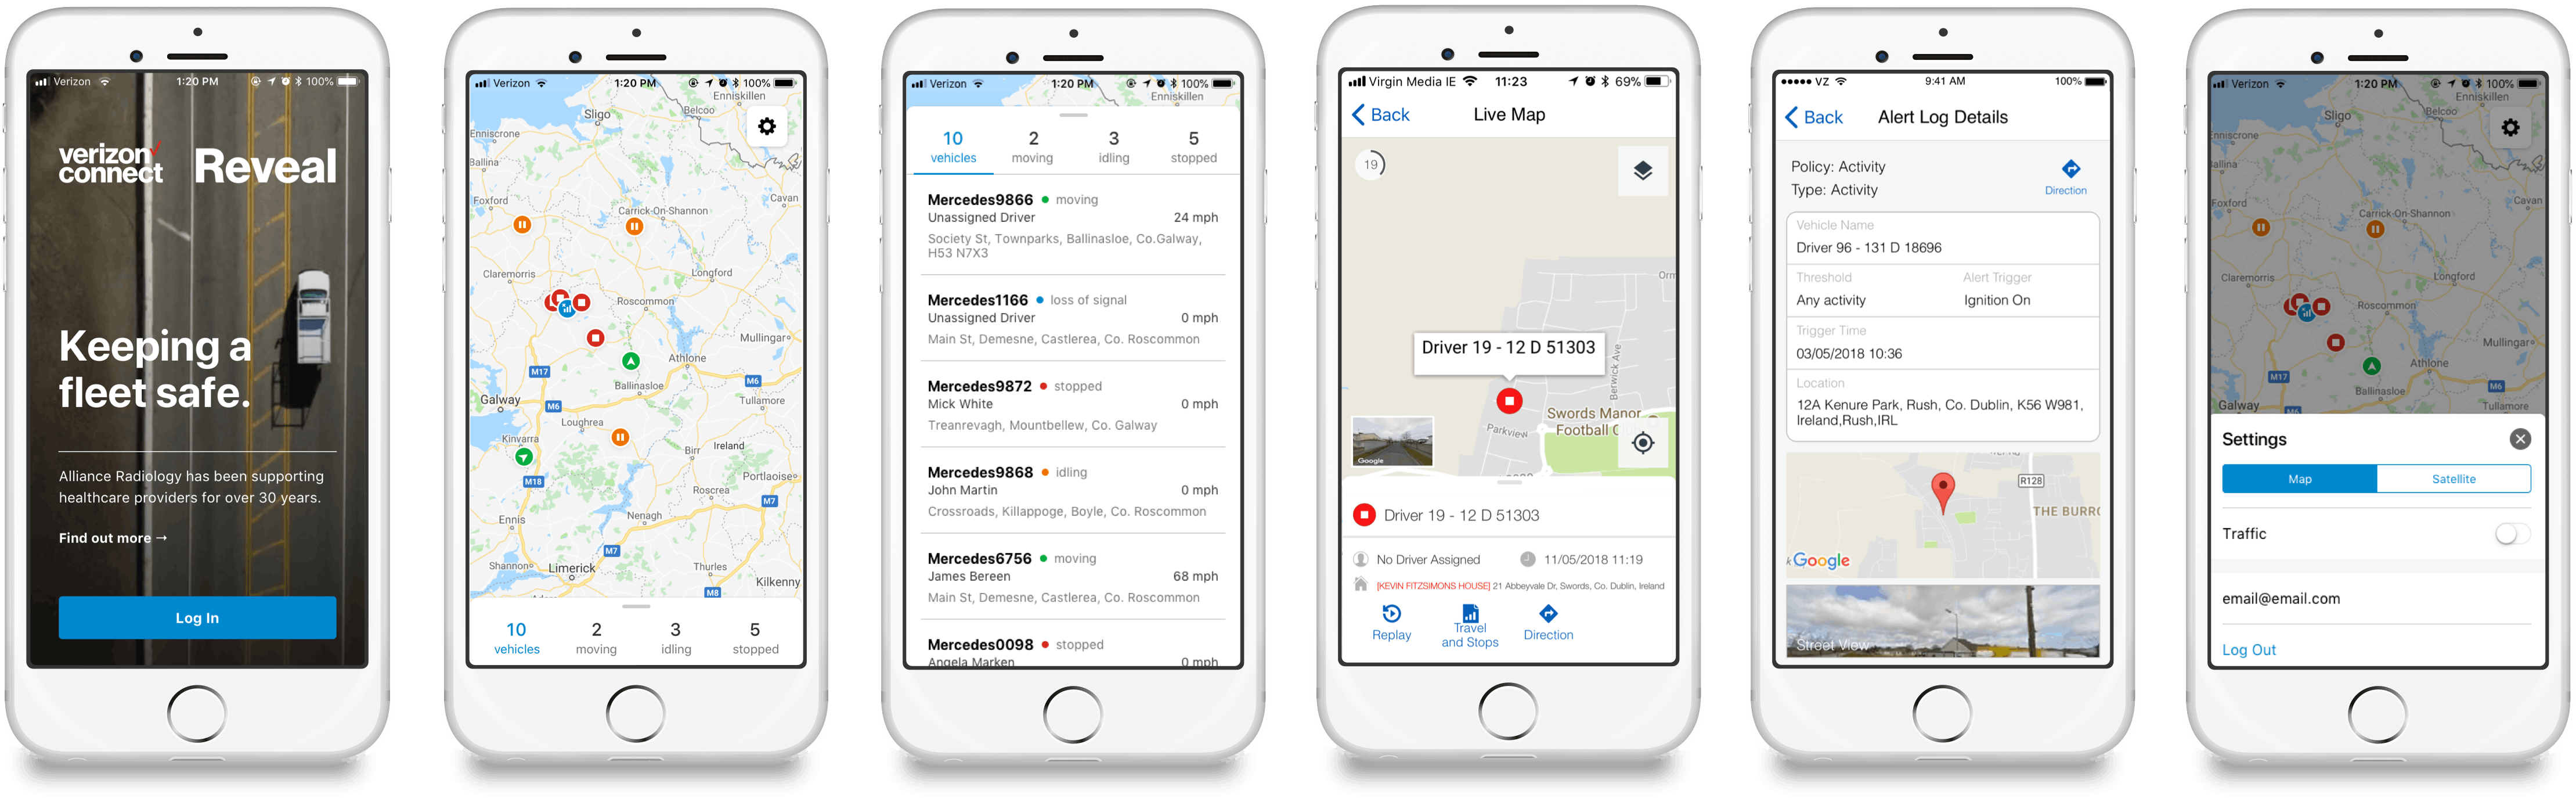 Verizon 1:20 PM 100%
verizon
connect
Reveal
Keeping a
fleet safe.
Alliance Radiology has been supporting
healthcare providers for over 30 years.
Find out more →
Log In
Verizon 1:20 PM 100%
Enniskillen
Sligo
Belcoo
Enniscrone
Ballina
Foxford
Cavan
Carrick-On-Shannon
Claremorris
Longford
Roscommon
Mullingar
Athlone
M17
Ballinasloe
M6
Galway
M6
Tullamore
Loughrea
Kinvarra
Birr
Ireland
M18
Portlaoise
Roscrea
M7
Ennis
Nenagh
M7
Shannon
Limerick
Thurles
Kilkenny
M8
10
vehicles
2
moving
3
idling
5
stopped
Verizon 1:20 PM 100%
Enniskillen
10
vehicles
2
moving
3
idling
5
stopped
Mercedes9866 moving
Unassigned Driver 24 mph
Society St, Townparks, Ballinasloe, Co.Galway,
H53 N7X3
Mercedes1166 loss of signal
Unassigned Driver 0 mph
Main St, Demesne, Castlerea, Co. Roscommon
Mercedes9872 stopped
Mick White 0 mph
Treanrevagh, Mountbellew, Co. Galway
Mercedes9868 idling
John Martin 0 mph
Crossroads, Killappoge, Boyle, Co. Roscommon
Mercedes6756 moving
James Bereen 68 mph
Main St, Demesne, Castlerea, Co. Roscommon
Mercedes0098 stopped
Angela Marken 0 mph
Virgin Media IE 11:23 69%
Back Live Map
19
Orm
Driver 19 - 12 D 51303
Berwick Ave
Swords Manor
Football
Parkview
Google
Driver 19 - 12 D 51303
No Driver Assigned 11/05/2018 11:19
[KEVIN FITZSIMONS HOUSE] 21 Abbeyvale Dr, Swords, Co. Dublin, Ireland
Replay
Travel
and Stops
Direction
VZ 9:41 AM 100%
Back Alert Log Details
Policy: Activity
Type: Activity
Direction
Vehicle Name
Driver 96 - 131 D 18696
Threshold Alert Trigger
Any activity Ignition On
Trigger Time
03/05/2018 10:36
Location
12A Kenure Park, Rush, Co. Dublin, K56 W981,
Ireland,Rush,IRL
R128
THE BURRO
Google
Street View
Verizon 1:20 PM 100%
Enniskillen
Sligo
Belcoo
nniscrone
allina
Foxford
Cavan
Carrick-On-Shannon
Claremorris
Longford
Roscommon
Mullingar
Athlone
M17
Ballinasloe
M6
Galway
Tullamore
Settings
Map Satellite
Traffic
email@email.com
Log Out